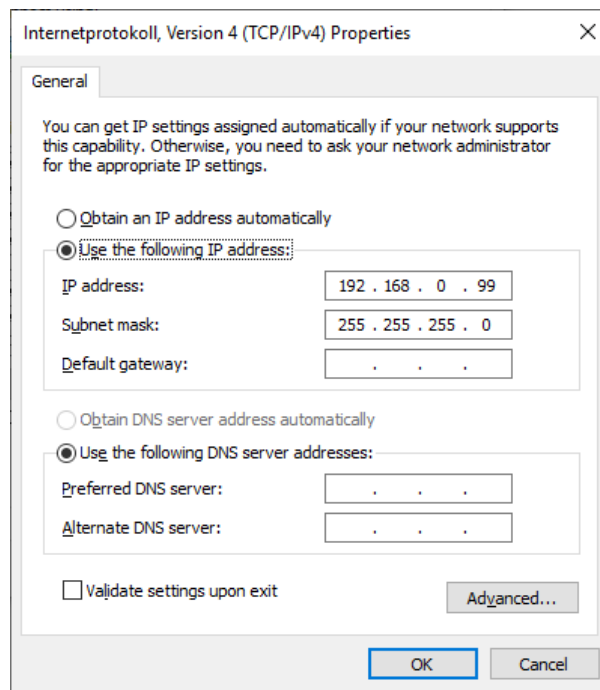 Internetprotokoll, Version 4 (TCP/IPv4) Properties
General
You can get IP settings assigned automatically if your network supports
this capability. Otherwise, you need to ask your network administrator
for the appropriate IP settings.
Obtain an IP address automatically
Use the following IP address:
IP address: 192 . 168 . 0 . 99
Subnet mask: 255 . 255 . 255 . 0
Default gateway: . . .
Obtain DNS server address automatically
Use the following DNS server addresses:
Preferred DNS server: . . .
Alternate DNS server: . . .
Validate settings upon exit
Advanced...
OK Cancel